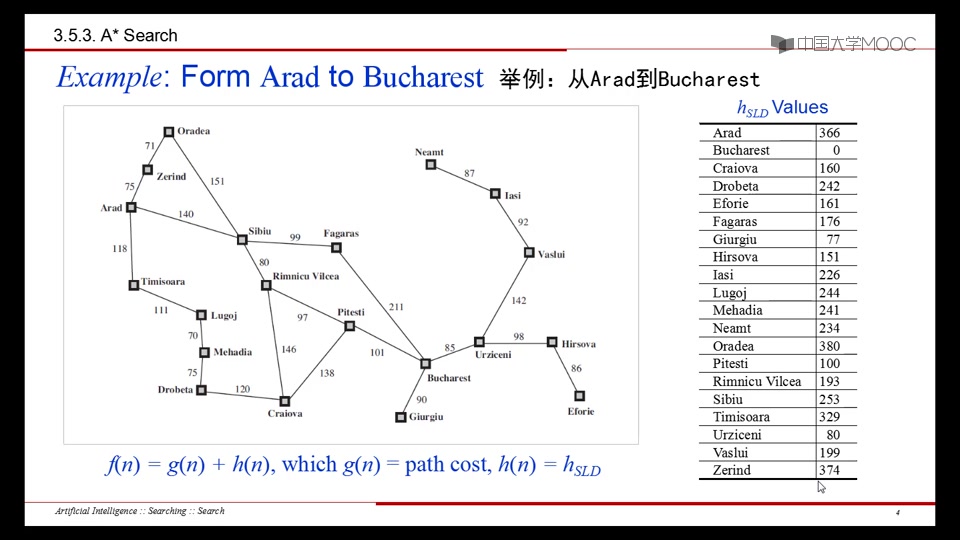 3.5.3. A* Search
中国大学MOOC
Example: Form Arad to Bucharest 举例：从Arad到Bucharest
hSLD Values
Oradea
71
Zerind
75
151
Arad
140
118
Sibiu
99
Fagaras
80
Rimnicu Vilcea
Timisoara
111
Lugoj
70
Mehadia
75
Drobeta
120
Craiova
146
97
Pitesti
138
101
211
Bucharest
90
Giurgiu
85
Urziceni
98
Hirsova
86
Eforie
142
Vaslui
92
Iasi
87
Neamt
Arad 366
Bucharest 0
Craiova 160
Drobeta 242
Eforie 161
Fagaras 176
Giurgiu 77
Hirsova 151
Iasi 226
Lugoj 244
Mehadia 241
Neamt 234
Oradea 380
Pitesti 100
Rimnicu Vilcea 193
Sibiu 253
Timisoara 329
Urziceni 80
Vaslui 199
Zerind 374
f(n) = g(n) + h(n), which g(n) = path cost, h(n) = hSLD
Artificial Intelligence :: Searching :: Search
4